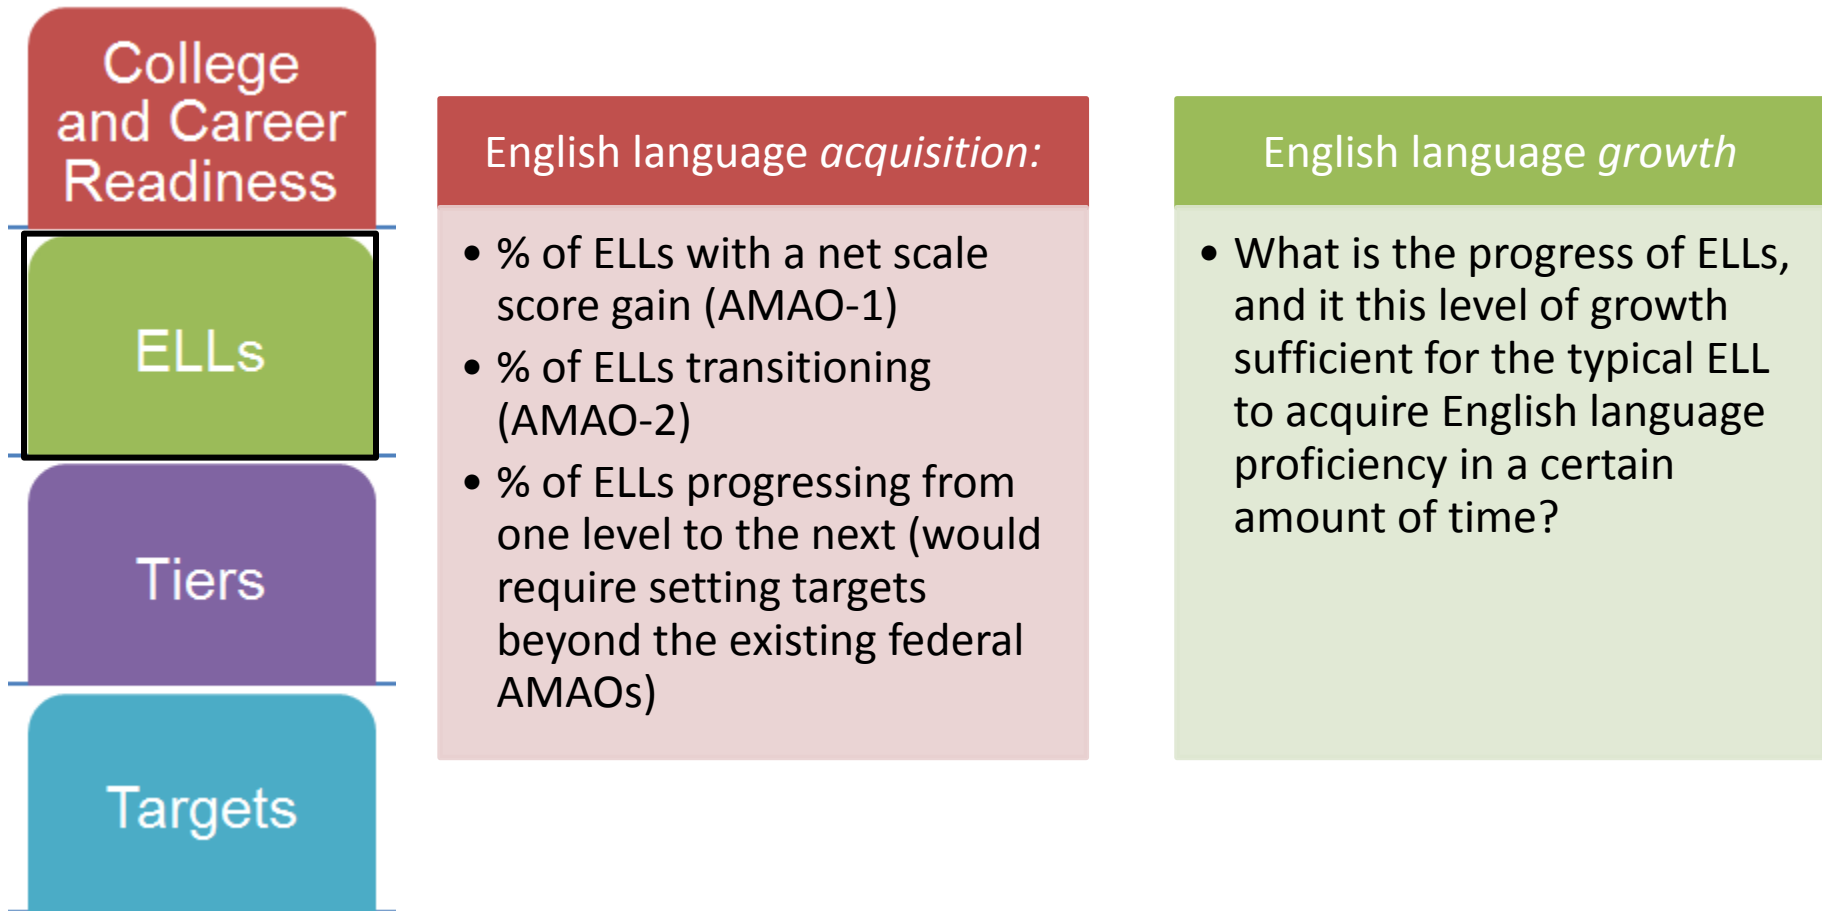 College
and Career
Readiness
ELLs
Tiers
Targets
English language acquisition:
• % of ELLs with a net scale
score gain (AMAO-1)
• % of ELLs transitioning
(AMAO-2)
• % of ELLs progressing from
one level to the next (would
require setting targets
beyond the existing federal
AMAOs)
English language growth
• What is the progress of ELLs,
and it this level of growth
sufficient for the typical ELL
to acquire English language
proficiency in a certain
amount of time?